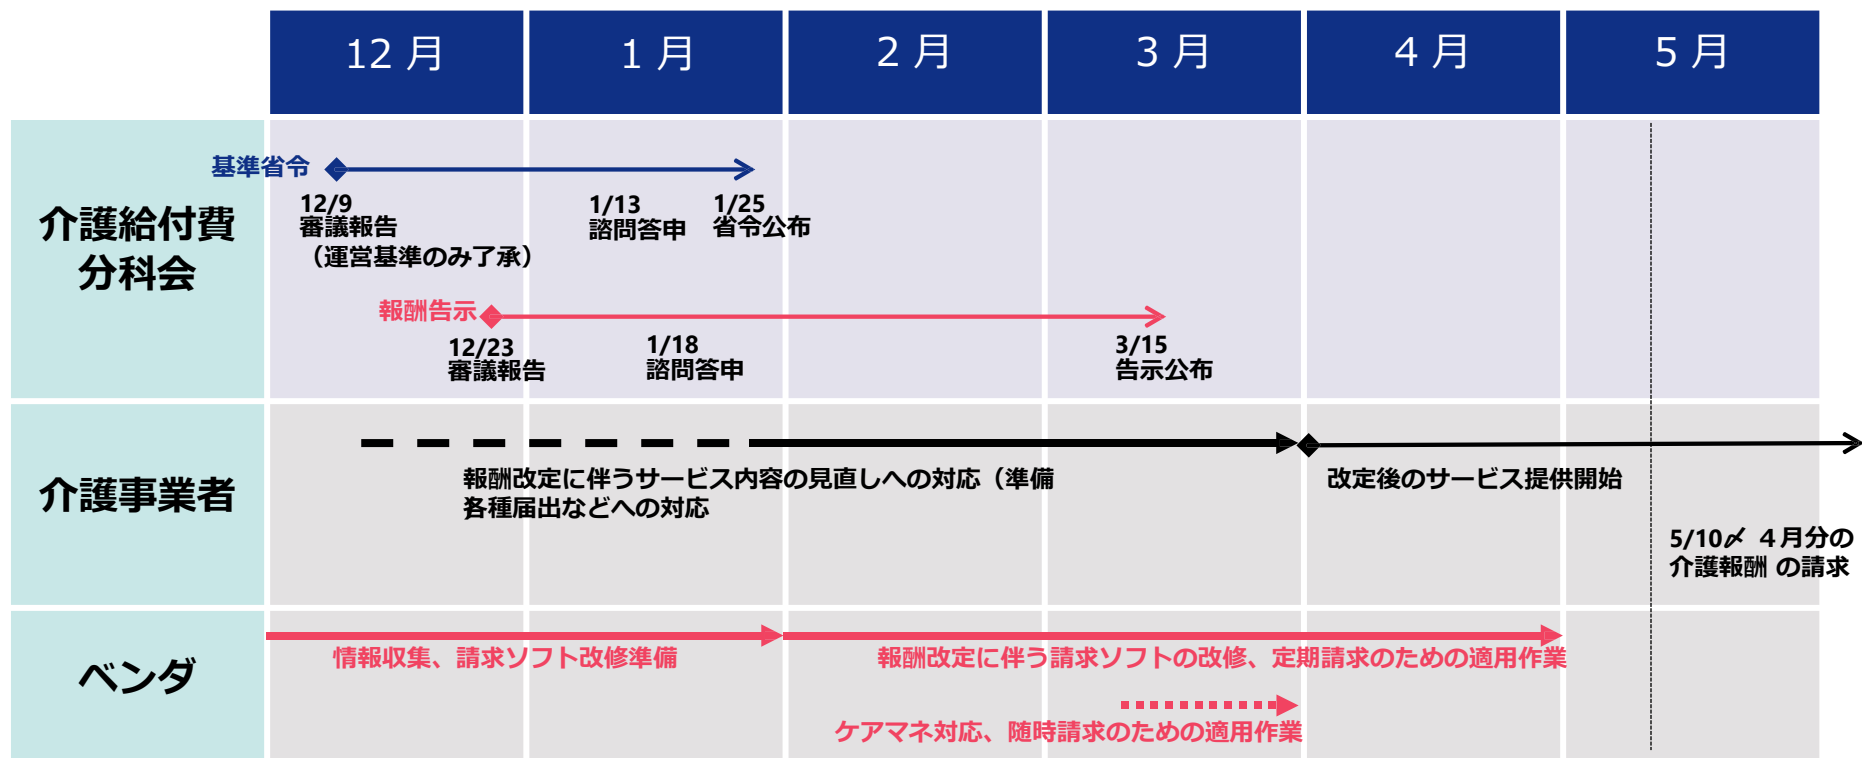 12 月
1 月
2 月
3 月
4 月
5 月
介護給付費
分科会
基準省令
12/9
審議報告
（運営基準のみ了承）
1/13
諮問答申
1/25
省令公布
報酬告示
12/23
審議報告
1/18
諮問答申
3/15
告示公布
介護事業者
報酬改定に伴うサービス内容の見直しへの対応（準備
各種届出などへの対応
改定後のサービス提供開始
5/10〆 ４月分の
介護報酬 の請求
ベンダ
情報収集、請求ソフト改修準備
報酬改定に伴う請求ソフトの改修、定期請求のための適用作業
ケアマネ対応、随時請求のための適用作業